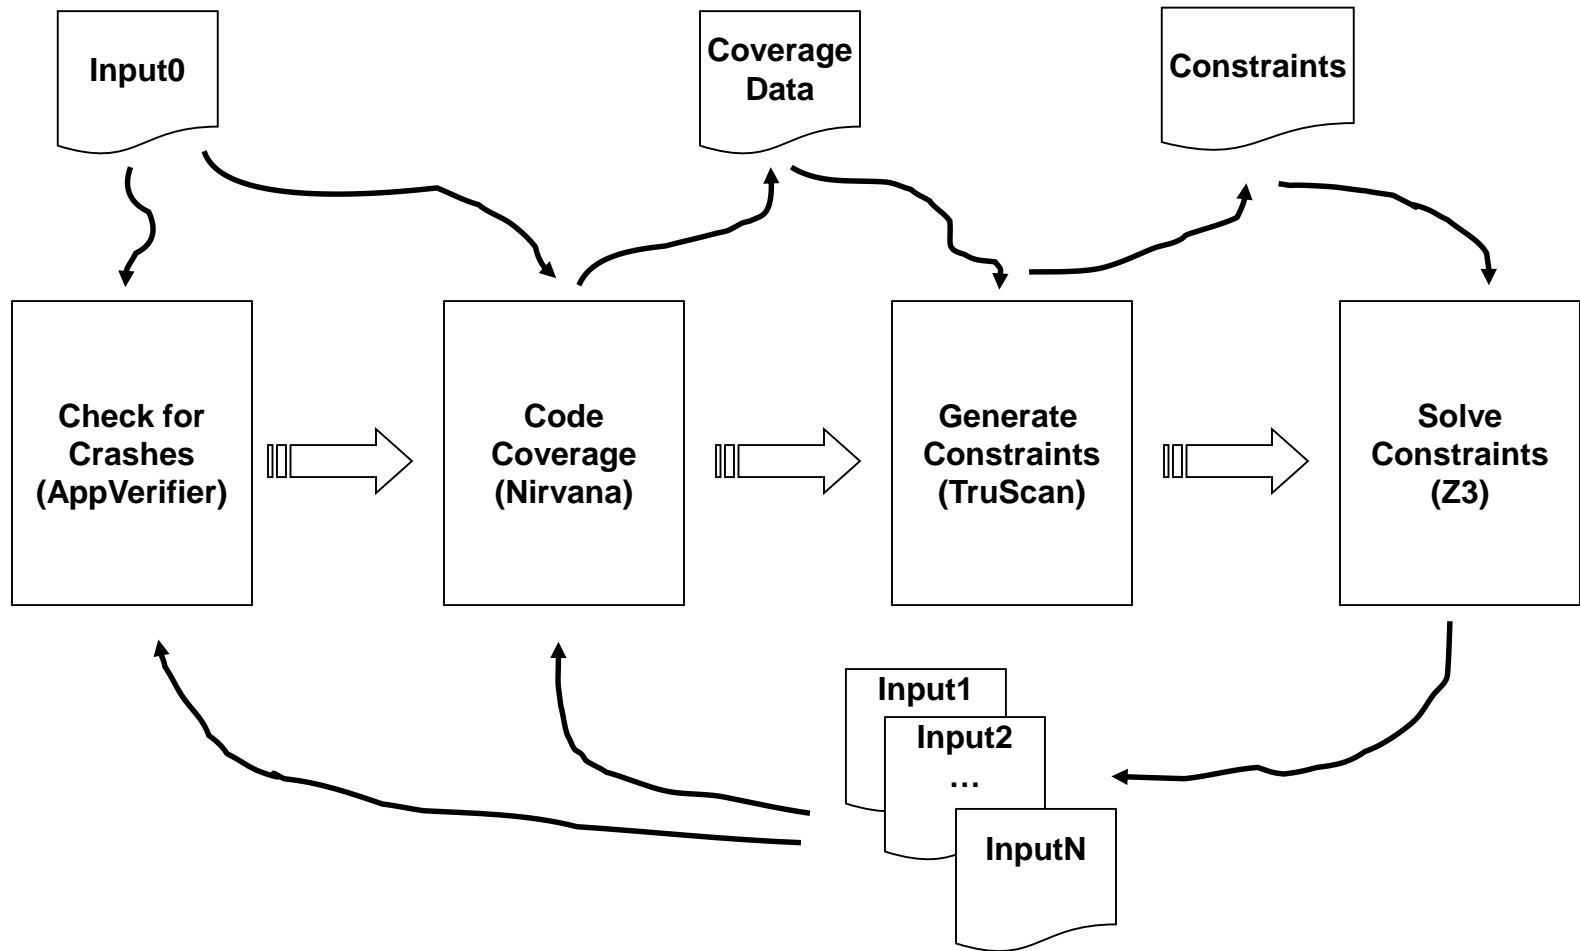 Input0
Coverage
Data
Constraints
Check for
Crashes
(AppVerifier)
Code
Coverage
(Nirvana)
Generate
Constraints
(TruScan)
Solve
Constraints
(Z3)
Input1
Input2
…
InputN